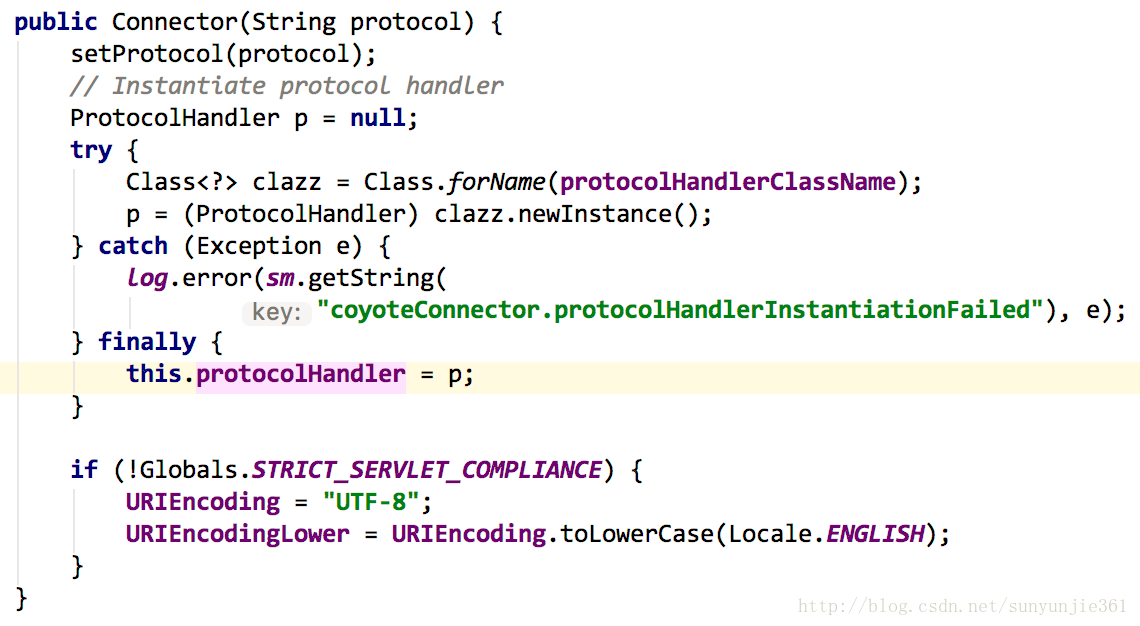 public Connector(String protocol) {
    setProtocol(protocol);
    // Instantiate protocol handler
    ProtocolHandler p = null;
    try {
        Class<?> clazz = Class.forName(protocolHandlerClassName);
        p = (ProtocolHandler) clazz.newInstance();
    } catch (Exception e) {
        log.error(sm.getString(
                key: "coyoteConnector.protocolHandlerInstantiationFailed"), e);
    } finally {
        this.protocolHandler = p;
    }

    if (!Globals.STRICT_SERVLET_COMPLIANCE) {
        URIEncoding = "UTF-8";
        URIEncodingLower = URIEncoding.toLowerCase(Locale.ENGLISH);
    }
}
http://blog.csdn.net/sunyunjie361